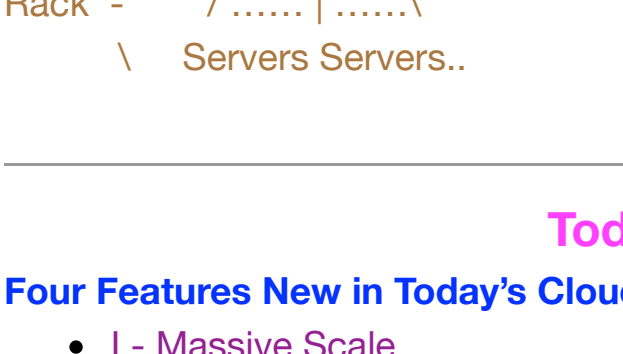 Rack - / ...... | ......\
\ Servers Servers..
Tod
Four Features New in Today’s Clou
• I - Massive Scale